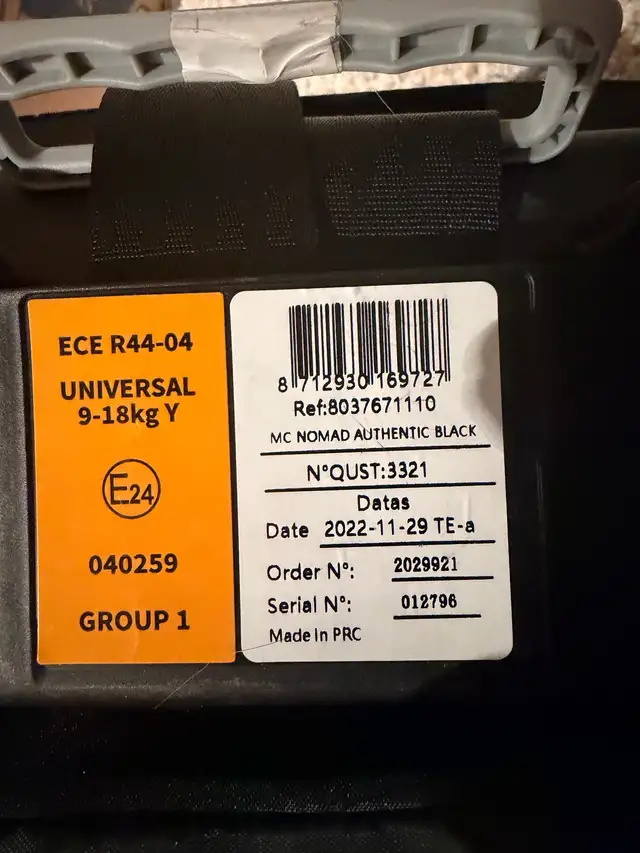 ECE R44-04
UNIVERSAL
9-18kg Y
E24
040259
GROUP 1
8 712930 169727
Ref:8037671110
MC NOMAD AUTHENTIC BLACK
N°QUST:3321
Datas
Date 2022-11-29 TE-a
Order N°: 2029921
Serial N°: 012796
Made In PRC